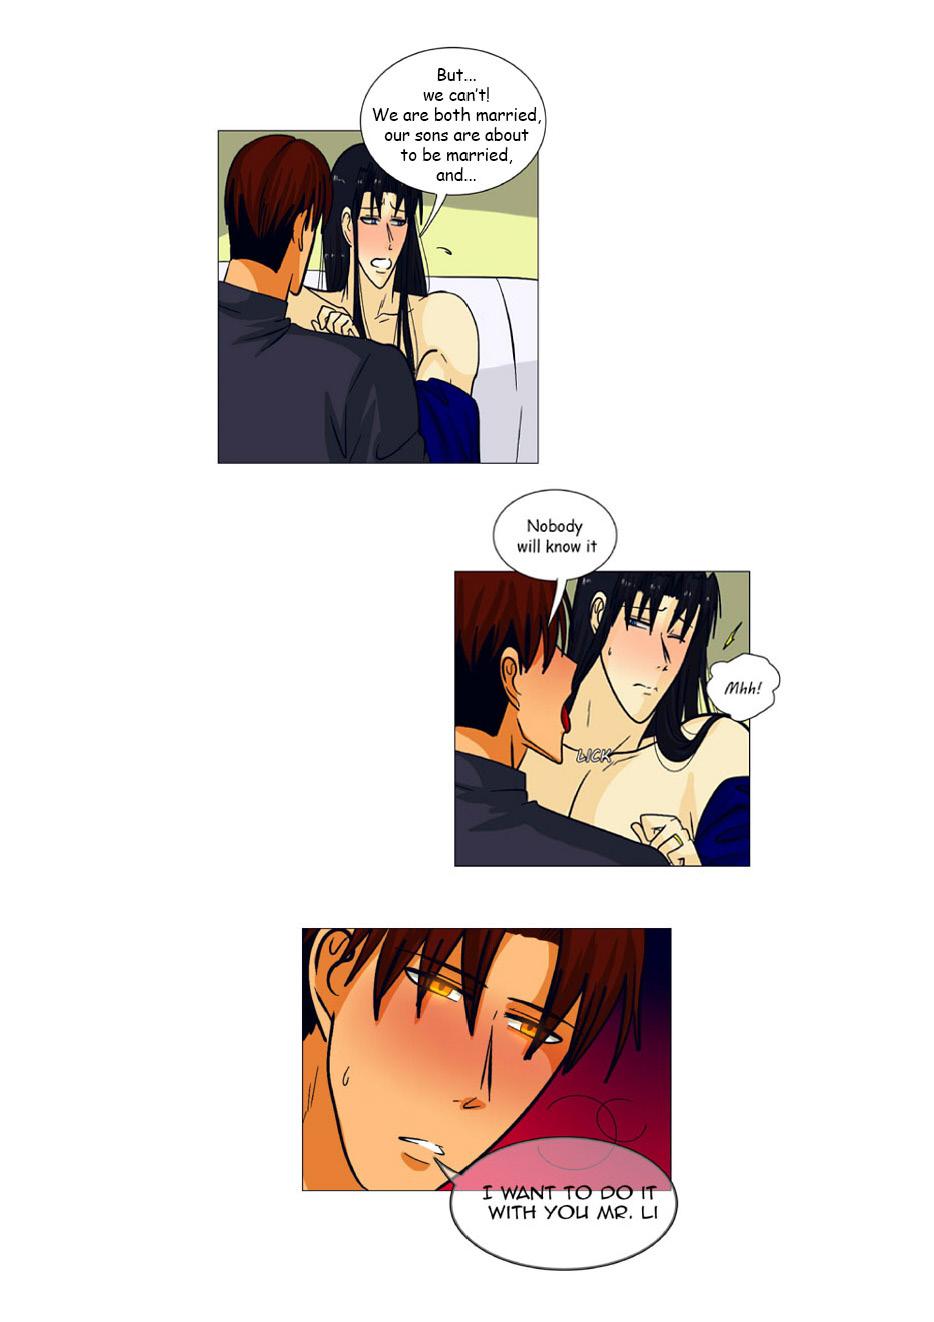 But...
we can't!
We are both married,
our sons are about
to be married,
and...
Nobody
will know it
Mhh!
LICK
I WANT TO DO IT
WITH YOU MR. LI